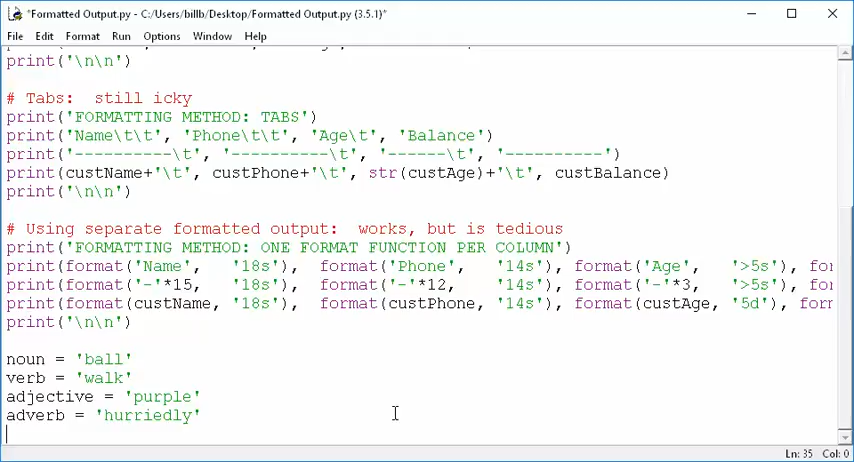 *Formatted Output.py - C:/Users/billb/Desktop/Formatted Output.py (3.5.1)*
File Edit Format Run Options Window Help
print('\n\n')
# Tabs:  still icky
print('FORMATTING METHOD: TABS')
print('Name\t\t', 'Phone\t\t', 'Age\t', 'Balance')
print('----------\t', '----------\t', '------\t', '----------')
print(custName+'\t', custPhone+'\t', str(custAge)+'\t', custBalance)
print('\n\n')
# Using separate formatted output:  works, but is tedious
print('FORMATTING METHOD: ONE FORMAT FUNCTION PER COLUMN')
print(format('Name',   '18s'),  format('Phone',   '14s'), format('Age',  '>5s'), for
print(format('-'*15,   '18s'),  format('-'*12,    '14s'), format('-'*3,  '>5s'), for
print(format(custName, '18s'),  format(custPhone, '14s'), format(custAge, '5d'), form
print('\n\n')
noun = 'ball'
verb = 'walk'
adjective = 'purple'
adverb = 'hurriedly'
Ln: 35 Col: 0